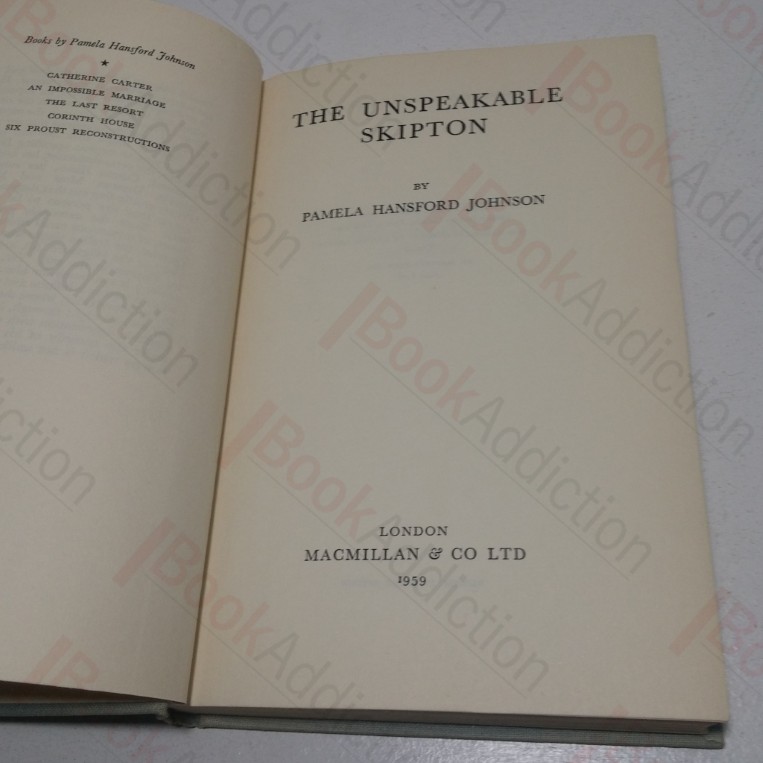 Books by Pamela Hansford Johnson
★
CATHERINE CARTER
AN IMPOSSIBLE MARRIAGE
THE LAST RESORT
CORINTH HOUSE
SIX PROUST RECONSTRUCTIONS
THE UNSPEAKABLE
SKIPTON
BY
PAMELA HANSFORD JOHNSON
LONDON
MACMILLAN & CO LTD
1959
BookAddiction